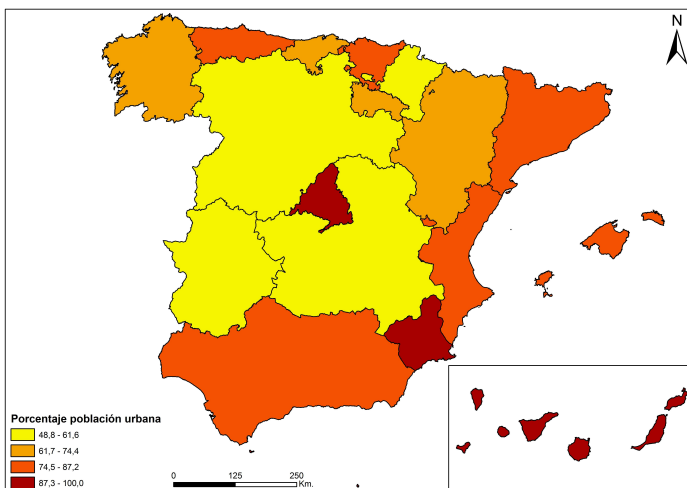 N
Porcentaje población urbana
48,8 - 61,6
61,7 - 74,4
74,5 - 87,2
87,3 - 100,0
0 125 250
Km.